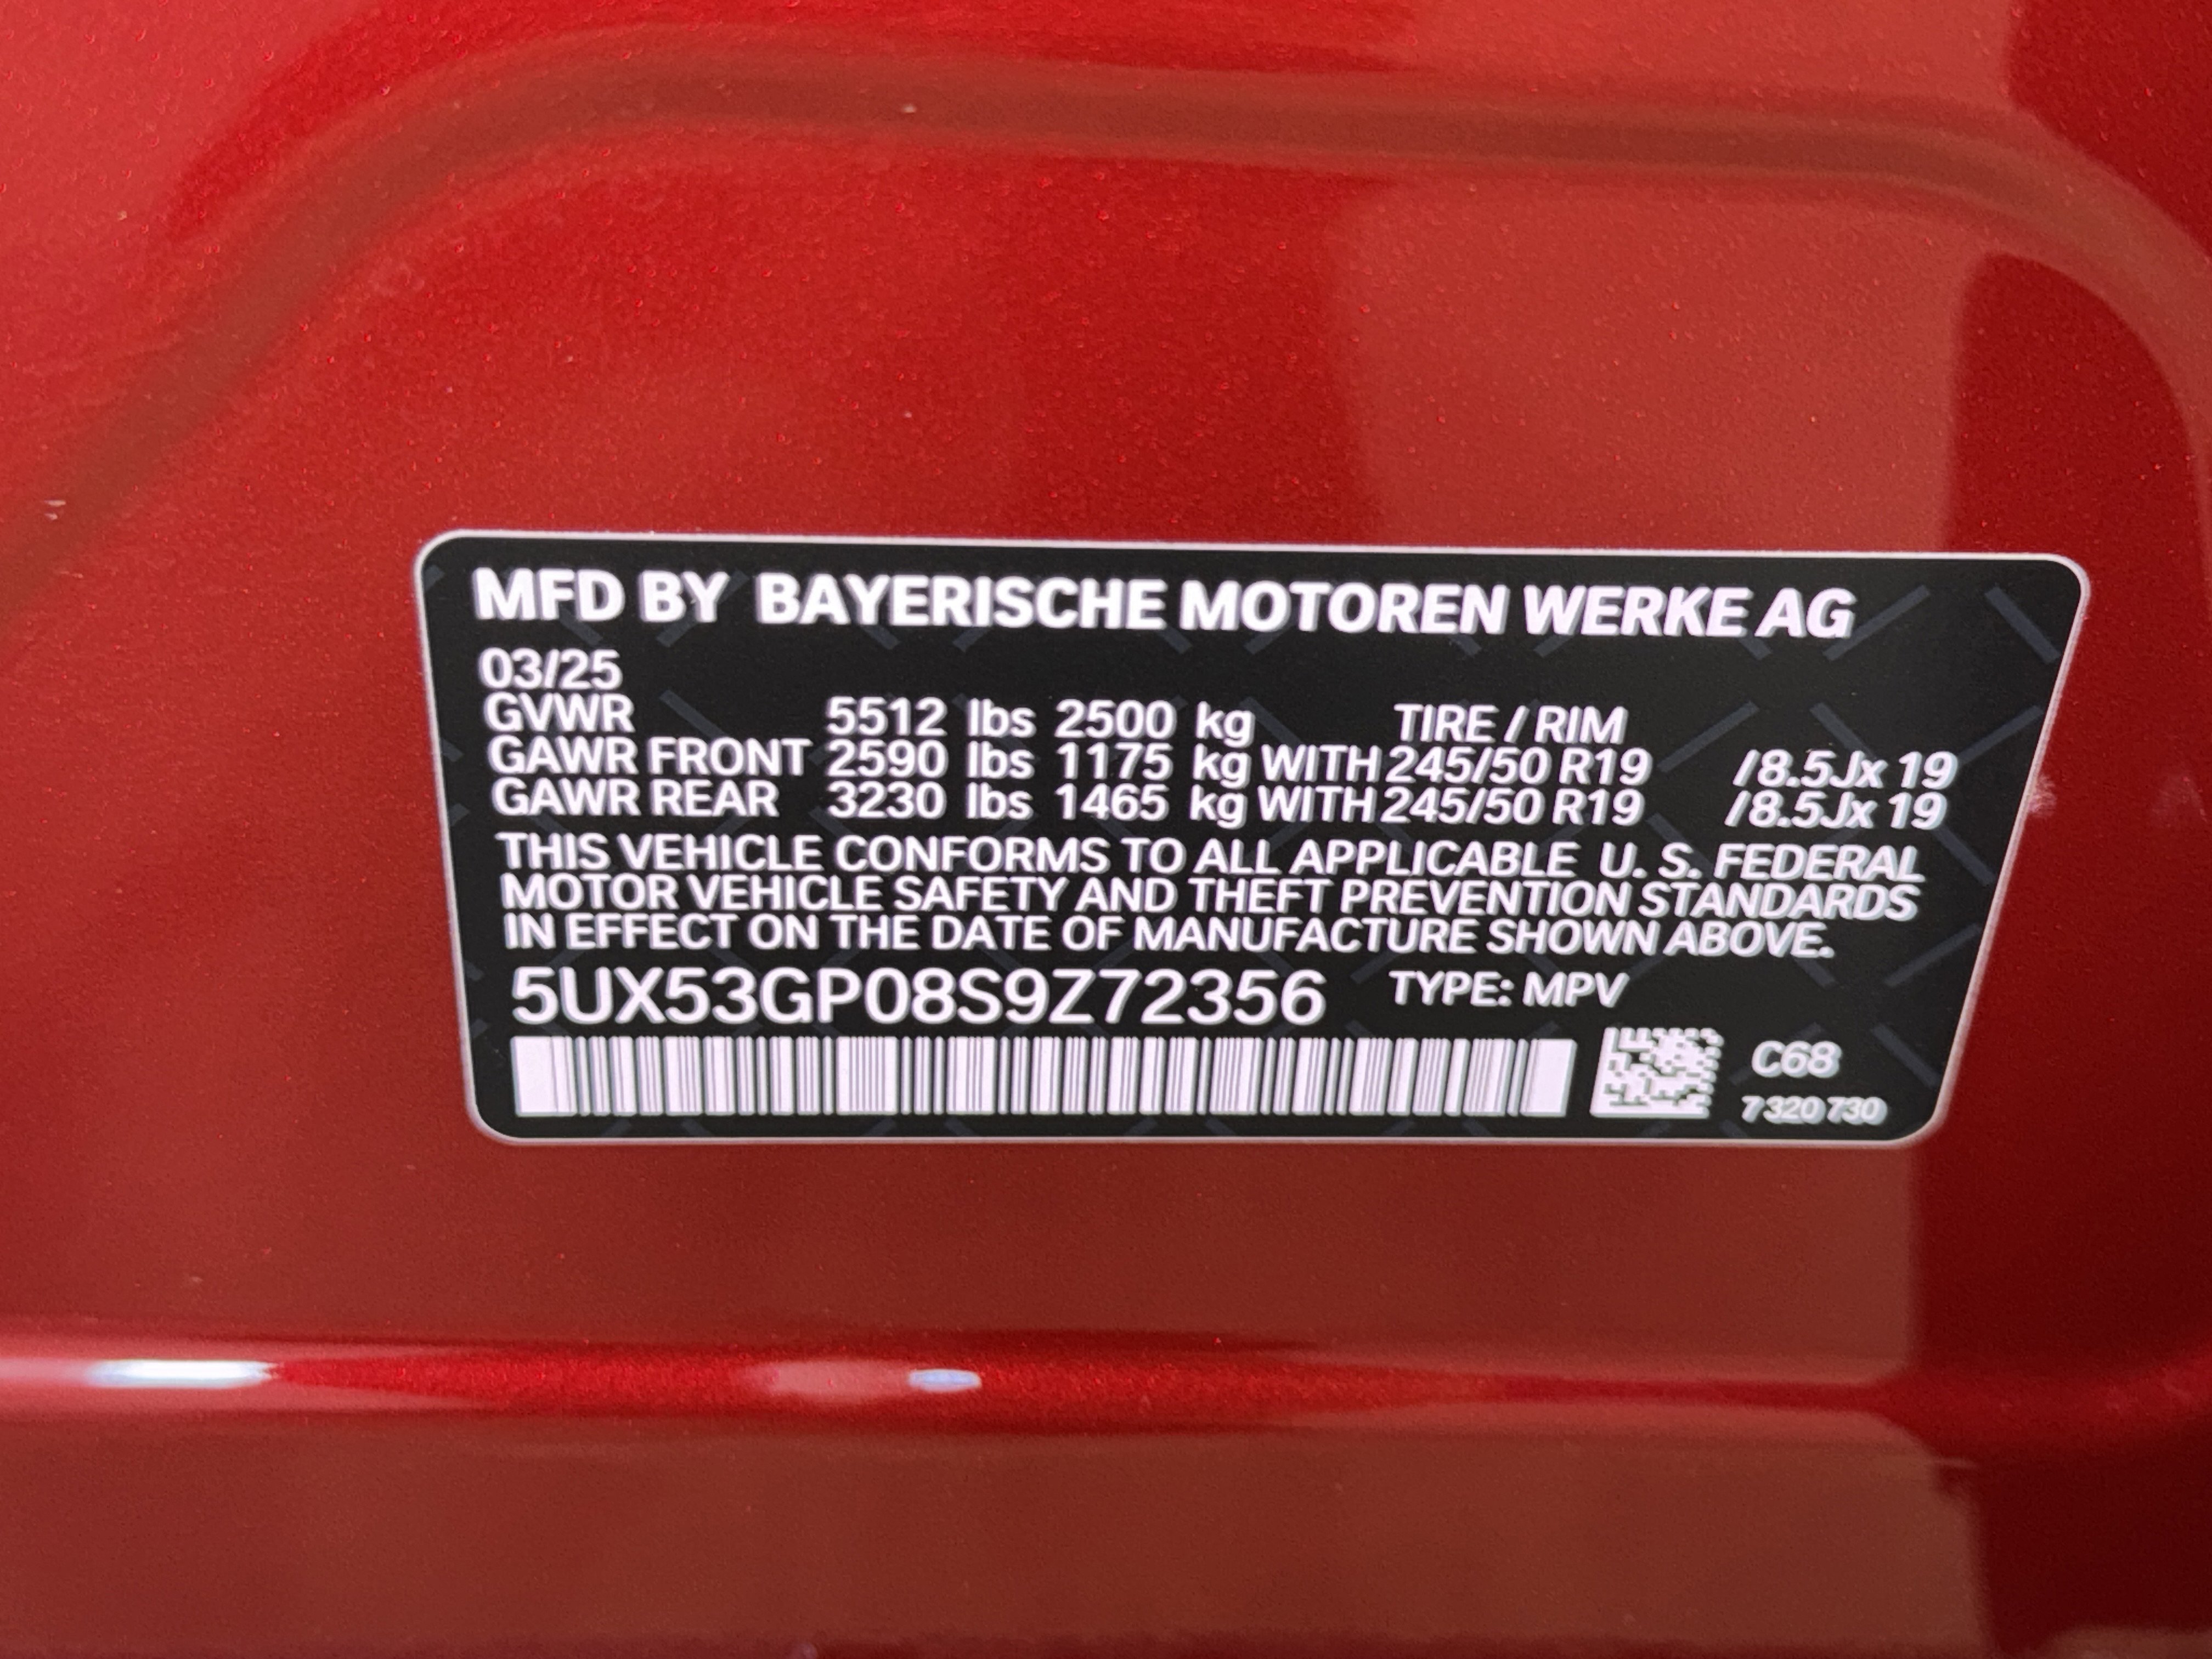 MFD BY BAYERISCHE MOTOREN WERKE AG
03/25
GVWR 5512 lbs 2500 kg TIRE / RIM
GAWR FRONT 2590 lbs 1175 kg WITH 245/50 R19 /8.5Jx 19
GAWR REAR 3230 lbs 1465 kg WITH 245/50 R19 /8.5Jx 19
THIS VEHICLE CONFORMS TO ALL APPLICABLE U. S. FEDERAL
MOTOR VEHICLE SAFETY AND THEFT PREVENTION STANDARDS
IN EFFECT ON THE DATE OF MANUFACTURE SHOWN ABOVE.
5UX53GP08S9Z72356 TYPE: MPV
C68
7 320 730